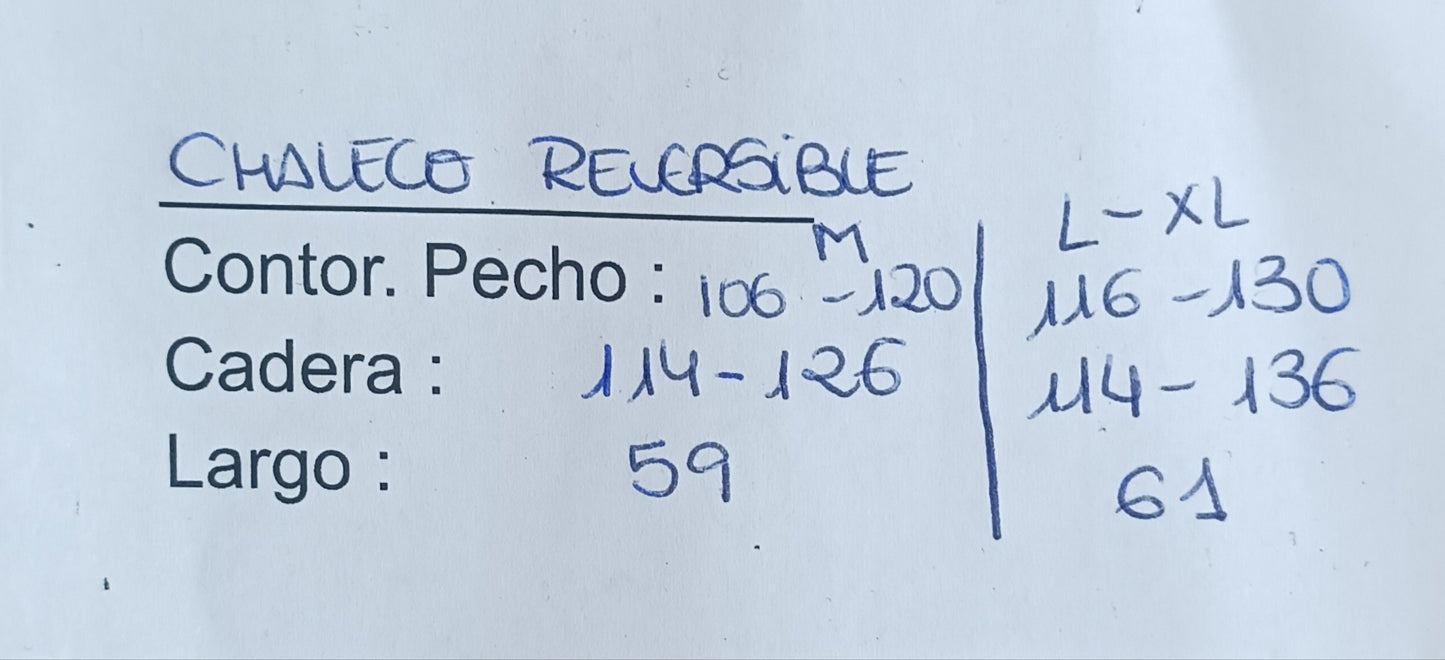 CHALECO REVERSiBLE
M | L-XL
Contor. Pecho : 106 -120 | 116 -130
Cadera : 114-126 | 114- 136
Largo : 59 | 61